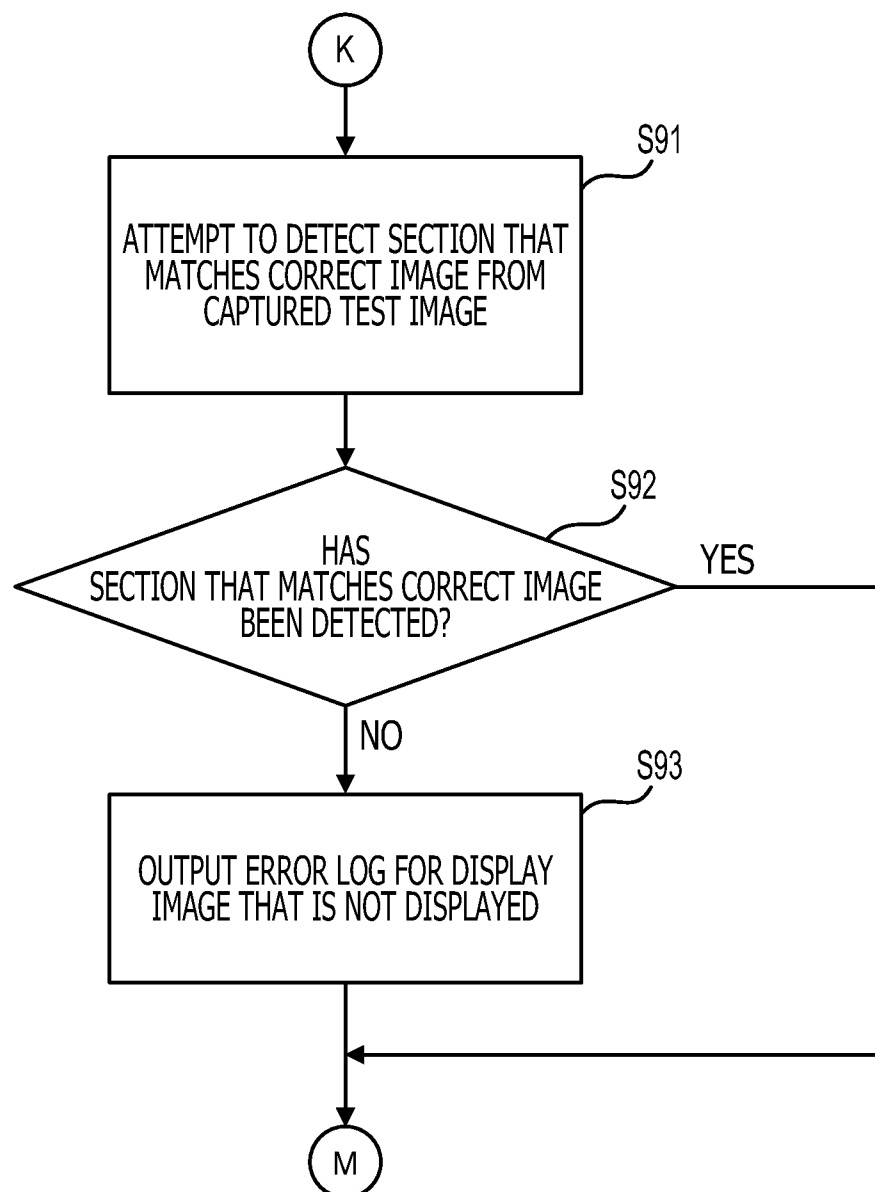 K
S91
ATTEMPT TO DETECT SECTION THAT
MATCHES CORRECT IMAGE FROM
CAPTURED TEST IMAGE
S92
HAS
SECTION THAT MATCHES CORRECT IMAGE
BEEN DETECTED?
YES
NO
S93
OUTPUT ERROR LOG FOR DISPLAY
IMAGE THAT IS NOT DISPLAYED
M